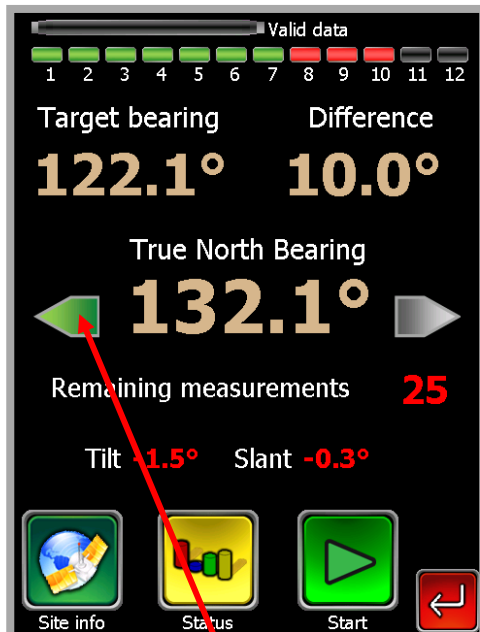 Valid data
1 2 3 4 5 6 7 8 9 10 11 12
Target bearing Difference
122.1° 10.0°
True North Bearing
132.1°
Remaining measurements 25
Tilt -1.5° Slant -0.3°
Site info Status Start